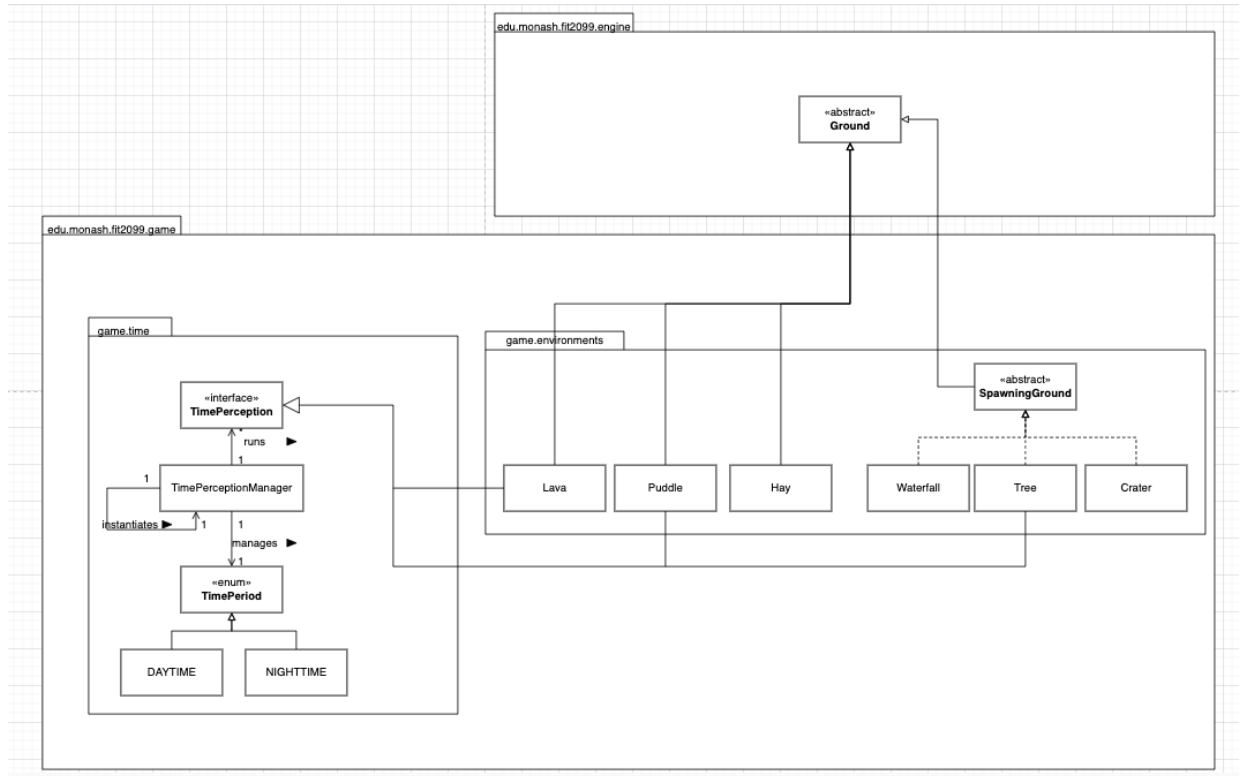 edu.monash.fit2099.engine
«abstract»
Ground
edu.monash.fit2099.game
game.time
«interface»
TimePerception
*
runs ▶
1
TimePerceptionManager
1
instantiates ▶
1
1
manages ▶
1
«enum»
TimePeriod
DAYTIME
NIGHTTIME
game.environments
«abstract»
SpawningGround
Lava
Puddle
Hay
Waterfall
Tree
Crater